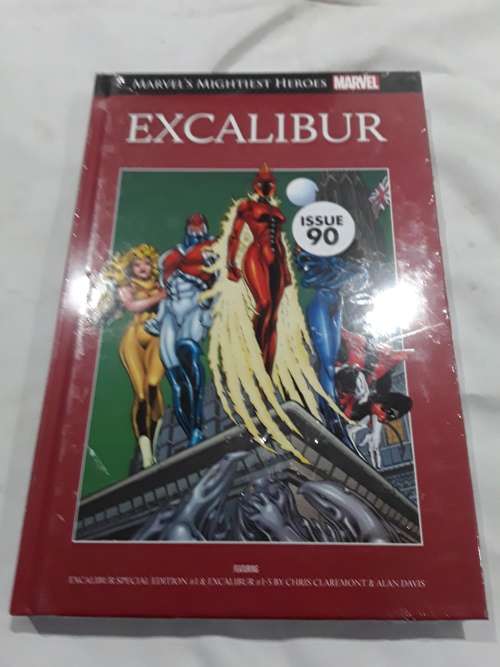 MARVEL'S MIGHTIEST HEROES MARVEL
EXCALIBUR
ISSUE
90
FEATURING
EXCALIBUR SPECIAL EDITION #1 & EXCALIBUR #1-5 BY CHRIS CLAREMONT & ALAN DAVIS